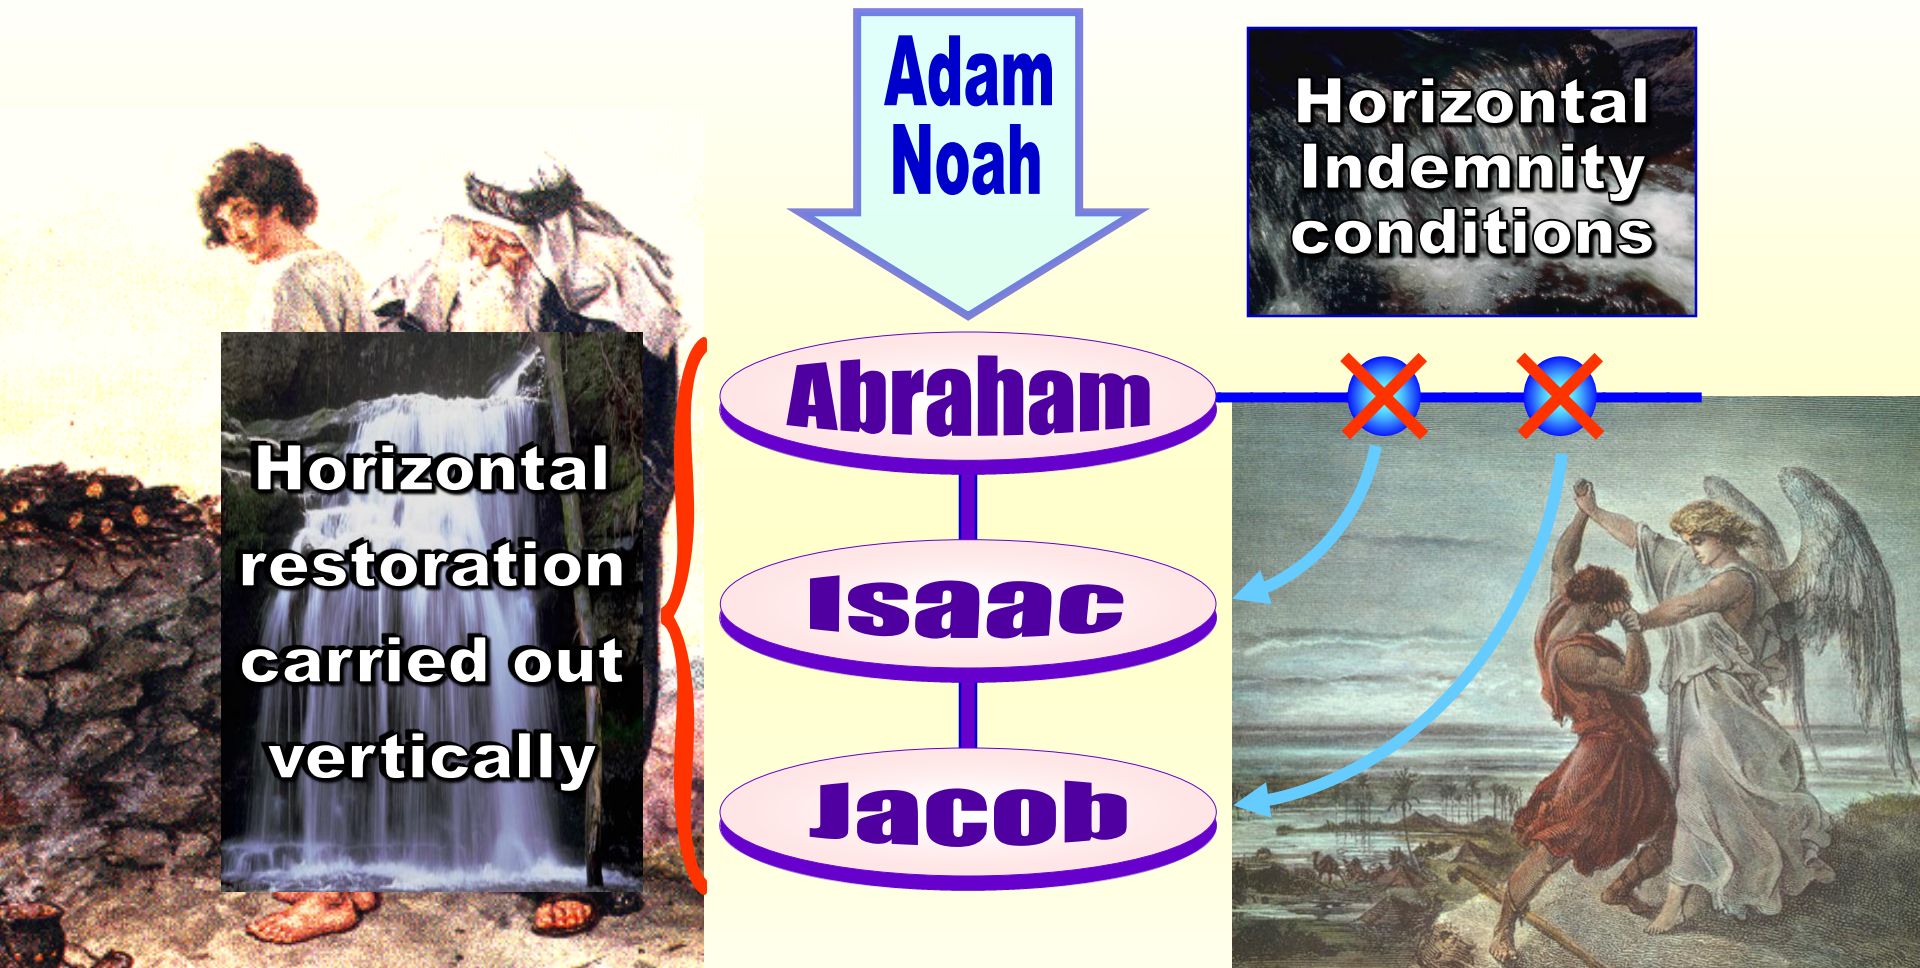 Adam
Noah
Horizontal
Indemnity
conditions
Abraham
Horizontal
restoration
carried out
vertically
Isaac
Jacob